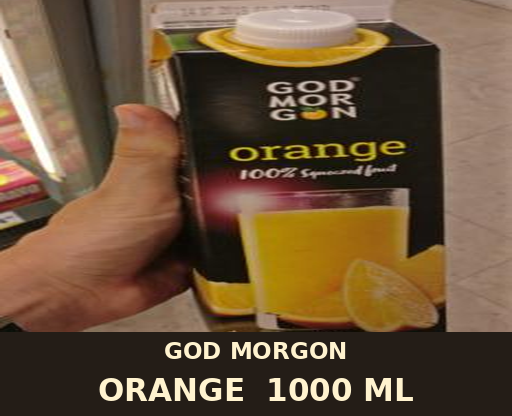 GOD
MOR
GON
orange
100% Squeezed fruit
GOD MORGON
ORANGE 1000 ML